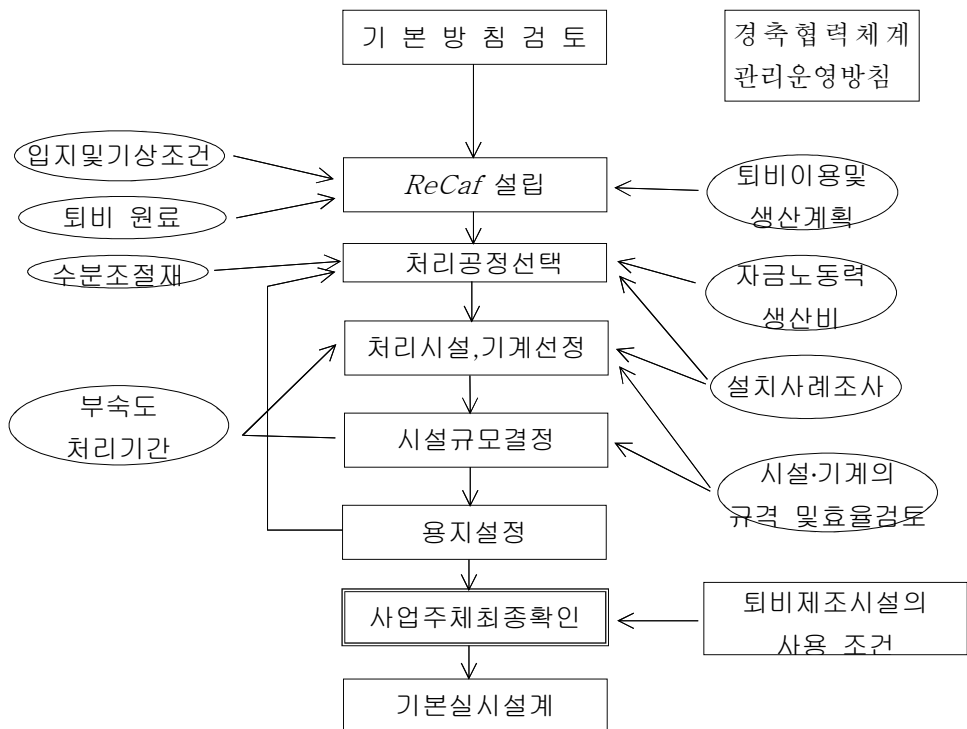 기 본 방 침 검 토
경축협력체계
관리운영방침
입지및기상조건
ReCaf 설립
퇴비이용및
생산계획
퇴비 원료
수분조절재
처리공정선택
자금노동력
생산비
처리시설,기계선정
설치사례조사
부숙도
처리기간
시설규모결정
시설·기계의
규격 및효율검토
용지설정
사업주체최종확인
퇴비제조시설의
사용 조건
기본실시설계